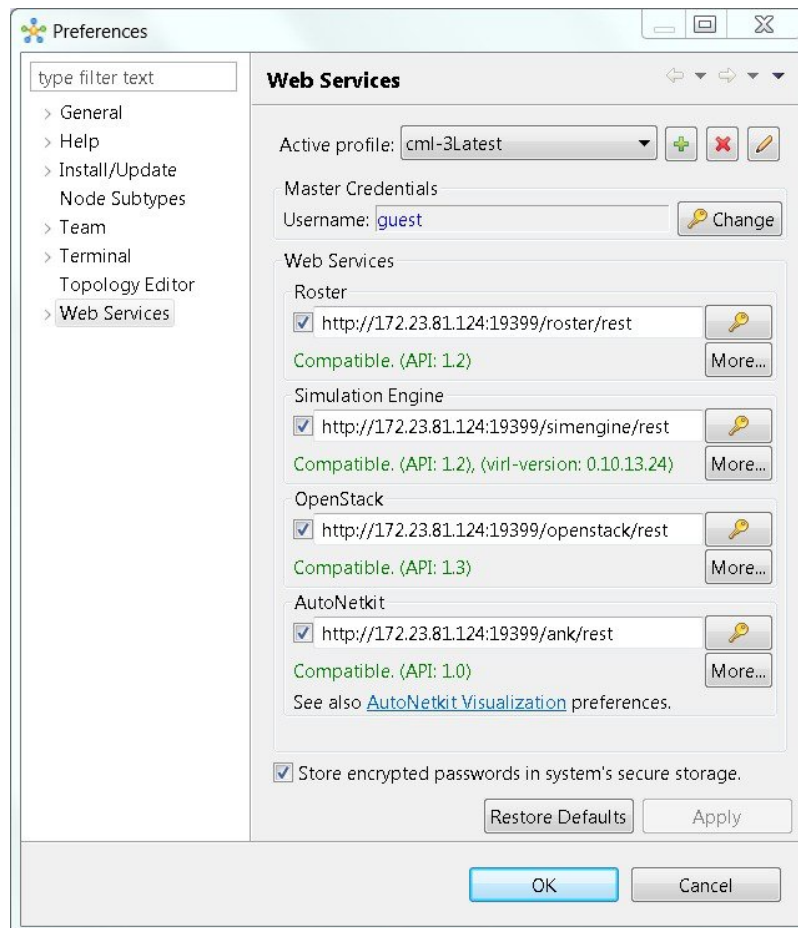 Preferences
type filter text
General
Help
Install/Update
Node Subtypes
Team
Terminal
Topology Editor
Web Services
Web Services
Active profile: cml-3Latest
Master Credentials
Username: guest
Change
Web Services
Roster
http://172.23.81.124:19399/roster/rest
Compatible. (API: 1.2)
More...
Simulation Engine
http://172.23.81.124:19399/simengine/rest
Compatible. (API: 1.2), (virl-version: 0.10.13.24)
More...
OpenStack
http://172.23.81.124:19399/openstack/rest
Compatible. (API: 1.3)
More...
AutoNetkit
http://172.23.81.124:19399/ank/rest
Compatible. (API: 1.0)
More...
See also AutoNetkit Visualization preferences.
Store encrypted passwords in system's secure storage.
Restore Defaults
Apply
OK
Cancel